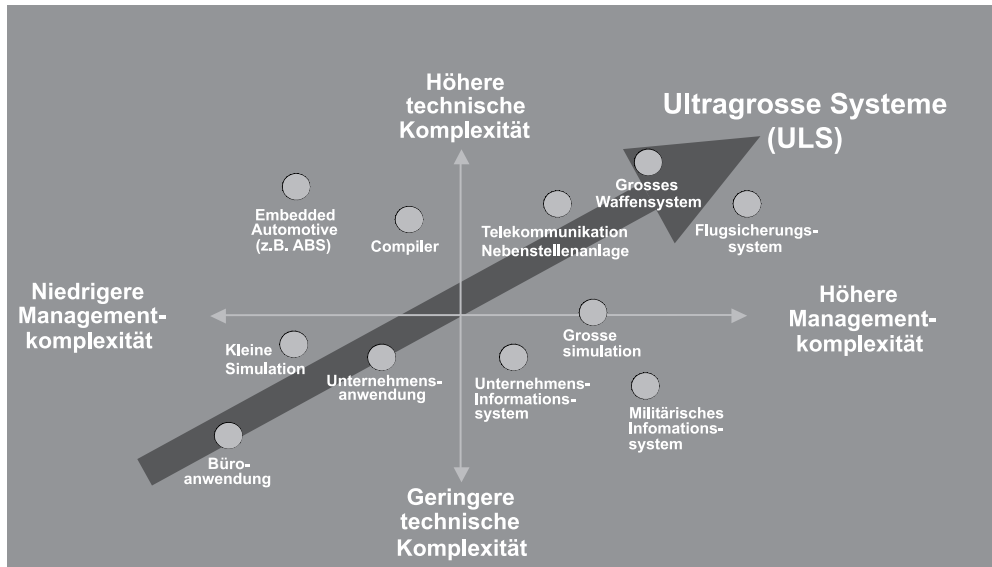 Höhere
technische
Komplexität
Ultragrosse Systeme
(ULS)
Embedded
Automotive
(z.B. ABS)
Compiler
Telekommunikation
Nebenstellenanlage
Grosses
Waffensystem
Flugsicherungs-
system
Niedrigere
Management-
komplexität
Höhere
Management-
komplexität
Kleine
Simulation
Unternehmens-
anwendung
Unternehmens-
Informations-
system
Grosse
simulation
Militärisches
Infomations-
system
Büro-
anwendung
Geringere
technische
Komplexität